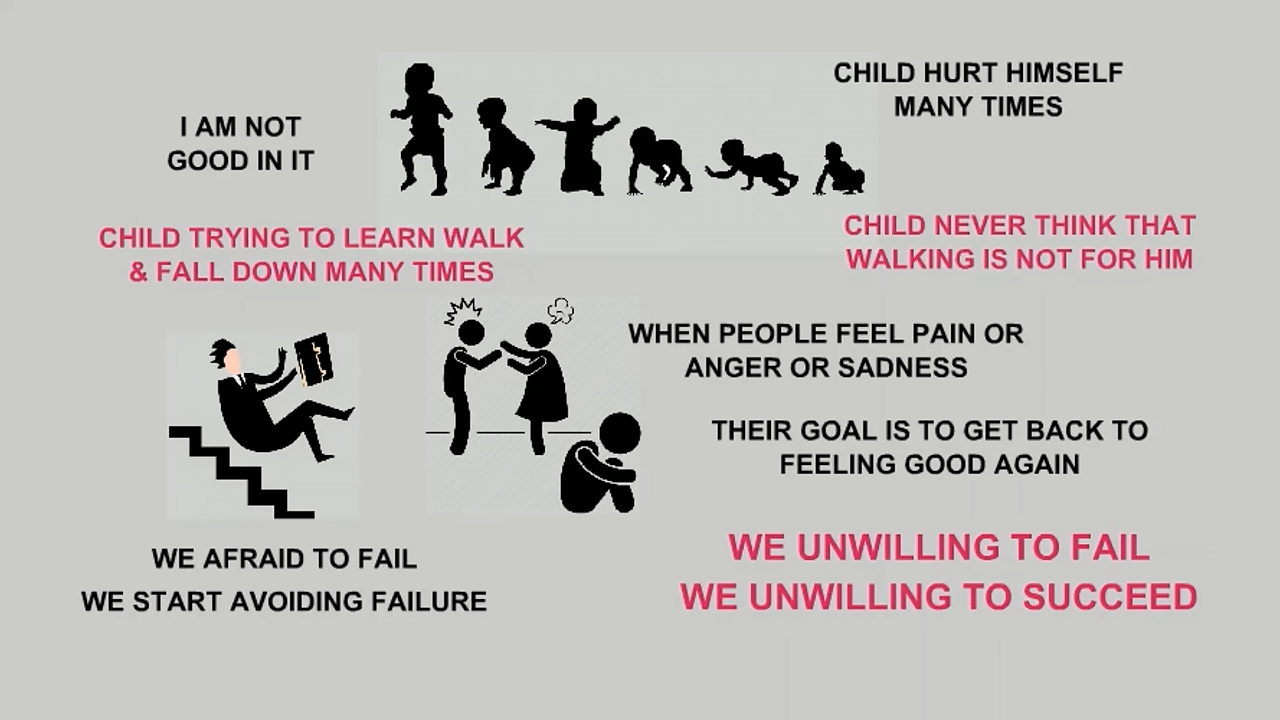 CHILD HURT HIMSELF
MANY TIMES
I AM NOT
GOOD IN IT
CHILD TRYING TO LEARN WALK
& FALL DOWN MANY TIMES
CHILD NEVER THINK THAT
WALKING IS NOT FOR HIM
WHEN PEOPLE FEEL PAIN OR
ANGER OR SADNESS
THEIR GOAL IS TO GET BACK TO
FEELING GOOD AGAIN
WE AFRAID TO FAIL
WE START AVOIDING FAILURE
WE UNWILLING TO FAIL
WE UNWILLING TO SUCCEED